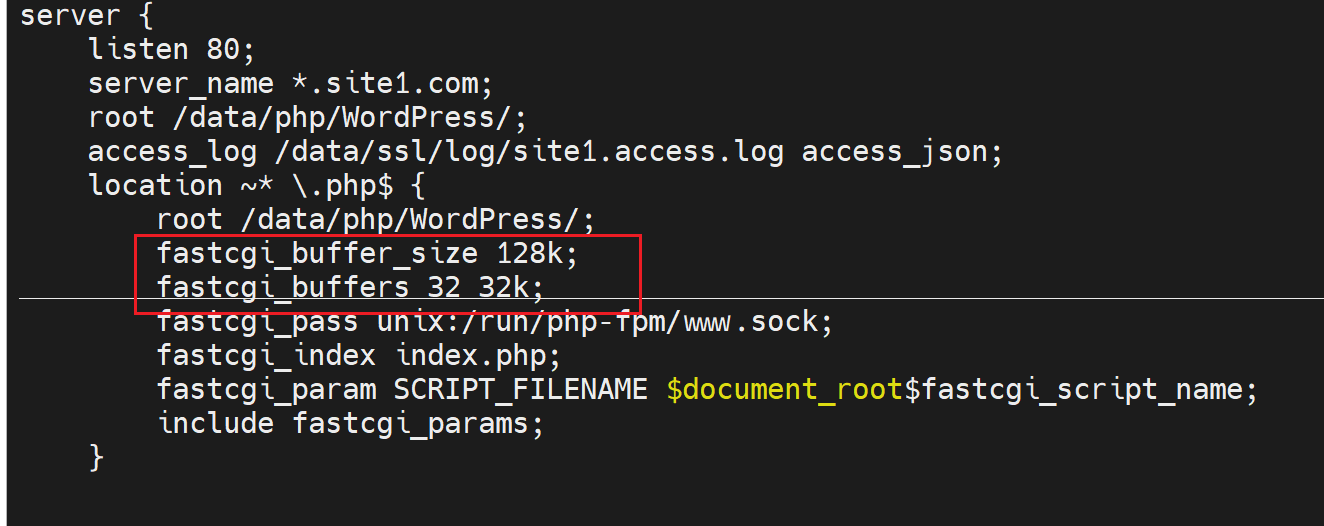 server {
listen 80;
server_name *.site1.com;
root /data/php/WordPress/;
access_log /data/ssl/log/site1.access.log access_json;
location ~* \.php$ {
root /data/php/WordPress/;
fastcgi_buffer_size 128k;
fastcgi_buffers 32 32k;
fastcgi_pass unix:/run/php-fpm/www.sock;
fastcgi_index index.php;
fastcgi_param SCRIPT_FILENAME $document_root$fastcgi_script_name;
include fastcgi_params;
}